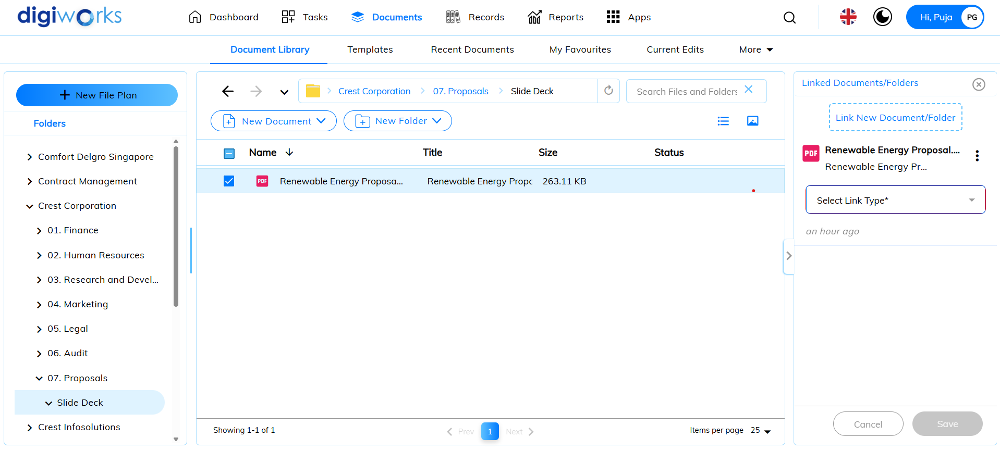 digiworks
Dashboard
Tasks
Documents
Records
Reports
Apps
Hi, Puja
PG
Document Library
Templates
Recent Documents
My Favourites
Current Edits
More
New File Plan
Folders
Comfort Delgro Singapore
Contract Management
Crest Corporation
01. Finance
02. Human Resources
03. Research and Devel...
04. Marketing
05. Legal
06. Audit
07. Proposals
Slide Deck
Crest Infosolutions
Crest Corporation
07. Proposals
Slide Deck
Search Files and Folders
New Document
New Folder
Name
Title
Size
Status
PDF
Renewable Energy Proposa...
Renewable Energy Propo
263.11 KB
Showing 1-1 of 1
Prev
1
Next
Items per page
25
Linked Documents/Folders
Link New Document/Folder
PDF
Renewable Energy Proposal....
Renewable Energy Pr...
Select Link Type*
an hour ago
Cancel
Save